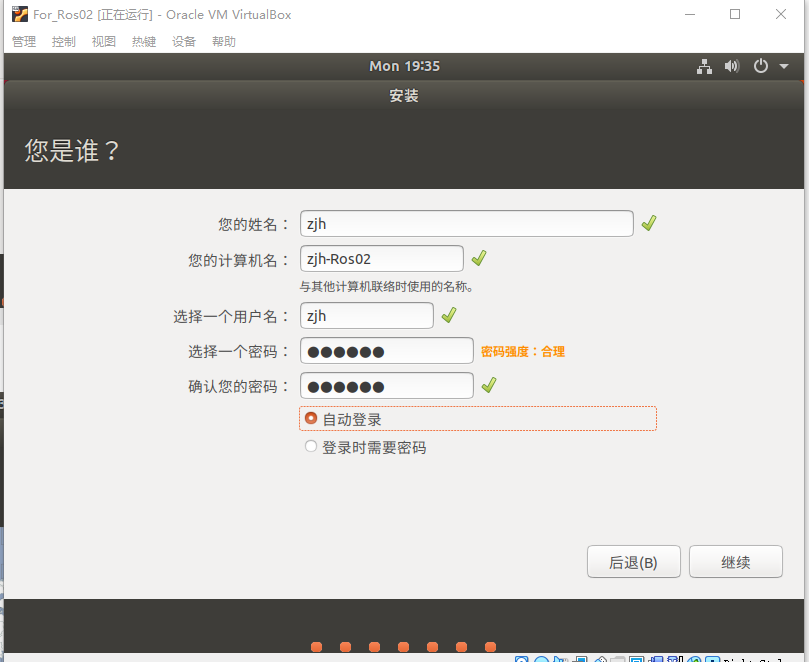 For_Ros02 [正在运行] - Oracle VM VirtualBox
管理 控制 视图 热键 设备 帮助
Mon 19:35
安装
您是谁？
您的姓名： zjh
您的计算机名： zjh-Ros02
与其他计算机联络时使用的名称。
选择一个用户名： zjh
选择一个密码： ●●●●●● 密码强度：合理
确认您的密码： ●●●●●●
自动登录
登录时需要密码
后退(B) 继续